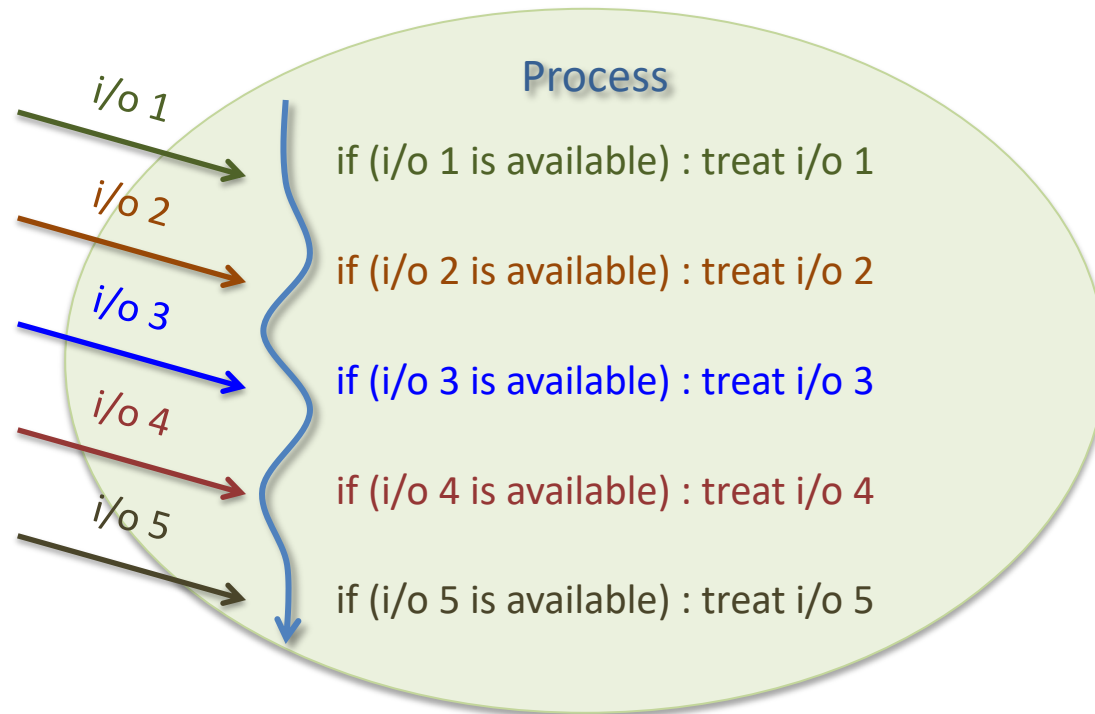 Process
i/o 1
if (i/o 1 is available) : treat i/o 1
i/o 2
if (i/o 2 is available) : treat i/o 2
i/o 3
if (i/o 3 is available) : treat i/o 3
i/o 4
if (i/o 4 is available) : treat i/o 4
i/o 5
if (i/o 5 is available) : treat i/o 5